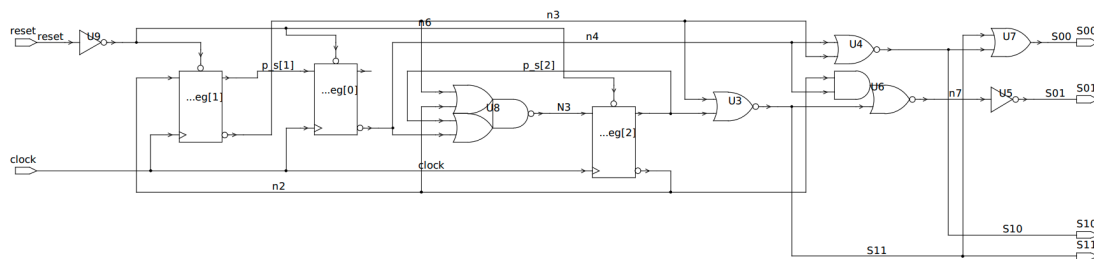 n6
n3
reset
reset
U9
n4
U4
U7
S00
S00
p_s[1]
p_s[2]
...eg[1]
...eg[0]
U8
N3
...eg[2]
U3
U6
n7
U5
S01
S01
clock
clock
n2
S10
S10
S11
S11